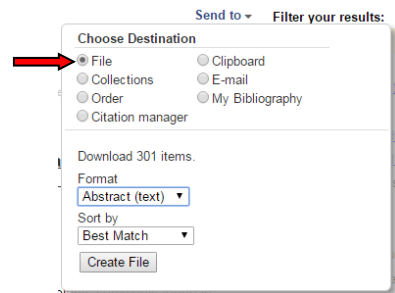 Send to Filter your results:
Choose Destination
File Clipboard
Collections E-mail
Order My Bibliography
Citation manager
Download 301 items.
Format
Abstract (text)
Sort by
Best Match
Create File